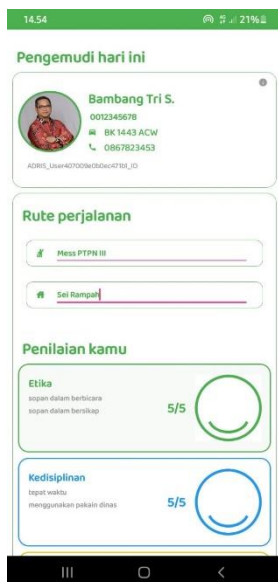 14.54
21%
Pengemudi hari ini
Bambang Tri S.
0012345678
BK 1443 ACW
0867823453
ADRIS_User407009e0b0ec471b1_ID
Rute perjalanan
Mess PTPN III
Sei Rampah
Penilaian kamu
Etika
sopan dalam berbicara
sopan dalam bersikap
5/5
Kedisiplinan
tepat waktu
menggunakan pakain dinas
5/5